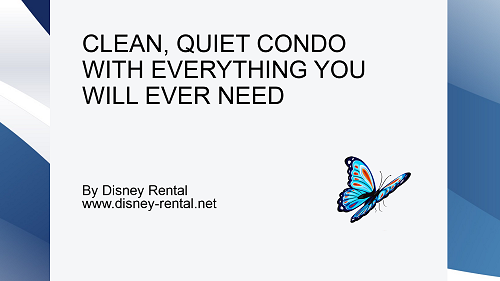 CLEAN, QUIET CONDO
WITH EVERYTHING YOU
WILL EVER NEED
By Disney Rental
www.disney-rental.net